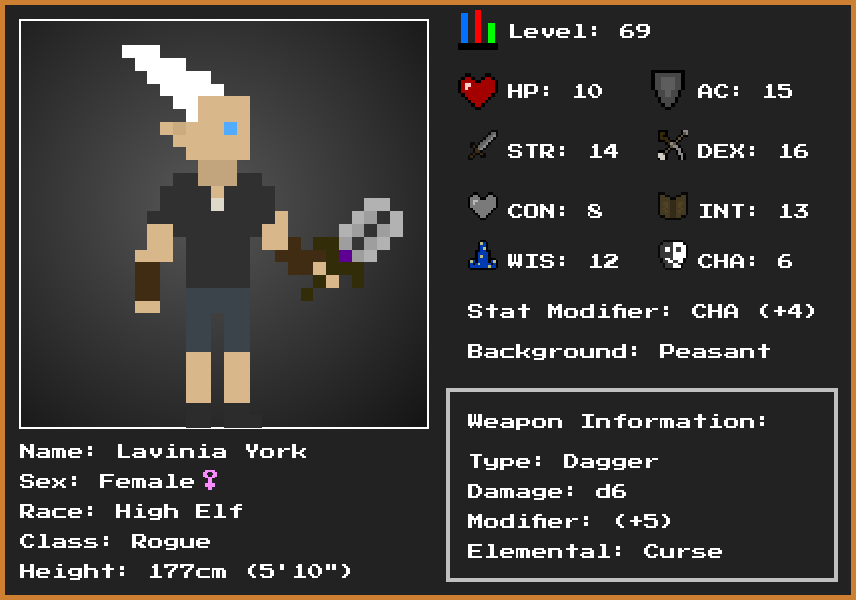 Level: 69
HP: 10 AC: 15
STR: 14 DEX: 16
CON: 8 INT: 13
WIS: 12 CHA: 6
Stat Modifier: CHA (+4)
Background: Peasant
Weapon Information:
Type: Dagger
Damage: d6
Modifier: (+5)
Elemental: Curse
Name: Lavinia York
Sex: Female♀
Race: High Elf
Class: Rogue
Height: 177cm (5'10")